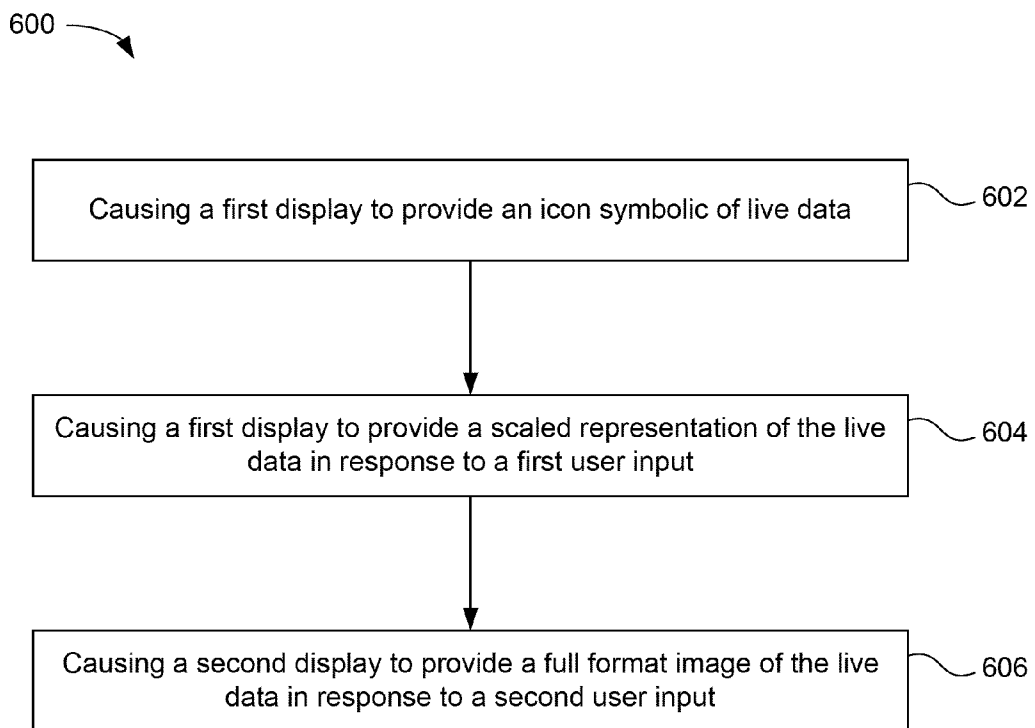 600
Causing a first display to provide an icon symbolic of live data
602
Causing a first display to provide a scaled representation of the live
data in response to a first user input
604
Causing a second display to provide a full format image of the live
data in response to a second user input
606